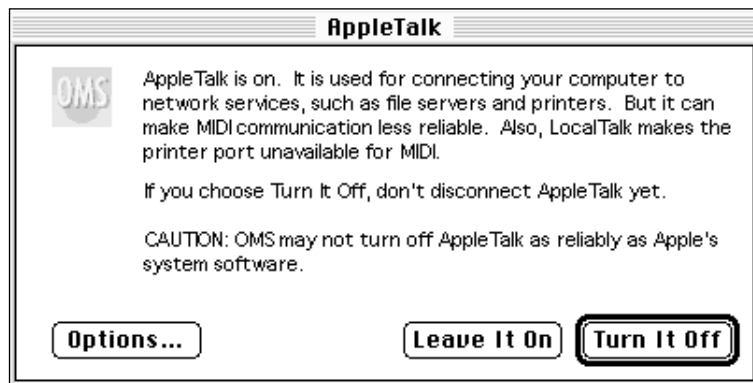 AppleTalk
OMS
AppleTalk is on. It is used for connecting your computer to
network services, such as file servers and printers. But it can
make MIDI communication less reliable. Also, LocalTalk makes the
printer port unavailable for MIDI.
If you choose Turn It Off, don't disconnect AppleTalk yet.
CAUTION: OMS may not turn off AppleTalk as reliably as Apple's
system software.
Options... Leave It On Turn It Off